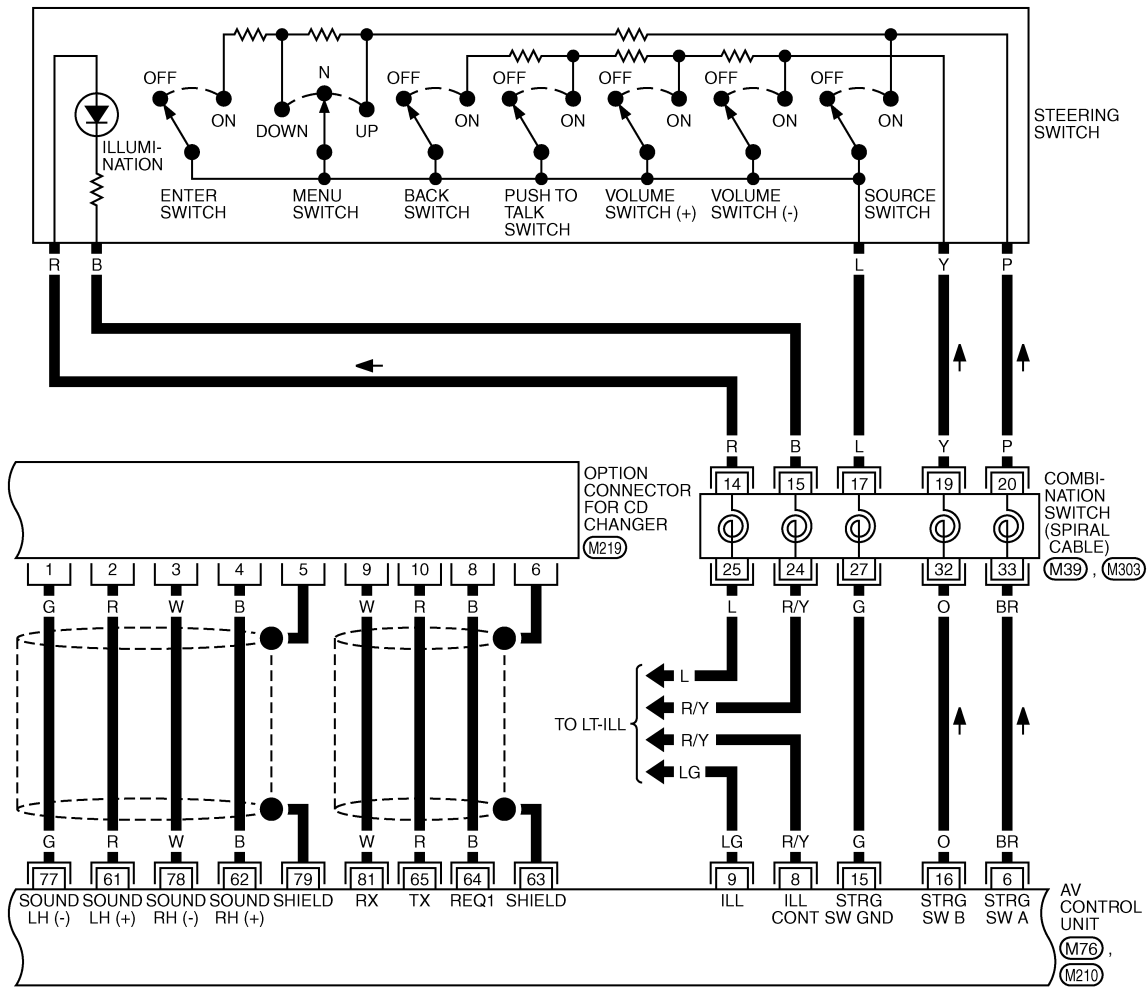 OFF
ON
DOWN
N
UP
OFF
ON
OFF
ON
OFF
ON
OFF
ON
OFF
ON
ILLUMI-
NATION
ENTER
SWITCH
MENU
SWITCH
BACK
SWITCH
PUSH TO
TALK
SWITCH
VOLUME
SWITCH (+)
VOLUME
SWITCH (-)
SOURCE
SWITCH
STEERING
SWITCH
R B L Y P
R B L Y P
14 15 17 19 20
COMBI-
NATION
SWITCH
(SPIRAL
CABLE)
M39 , M303
25 24 27 32 33
L R/Y G O BR
OPTION
CONNECTOR
FOR CD
CHANGER
M219
1 2 3 4 5 9 10 8 6
G R W B W R B
TO LT-ILL
L
R/Y
R/Y
LG
G R W B W R B LG R/Y G O BR
77 61 78 62 79 81 65 64 63 9 8 15 16 6
SOUND
LH (-)
SOUND
LH (+)
SOUND
RH (-)
SOUND
RH (+)
SHIELD
RX
TX
REQ1
SHIELD
ILL
ILL
CONT
STRG
SW GND
STRG
SW B
STRG
SW A
AV
CONTROL
UNIT
M76 ,
M210